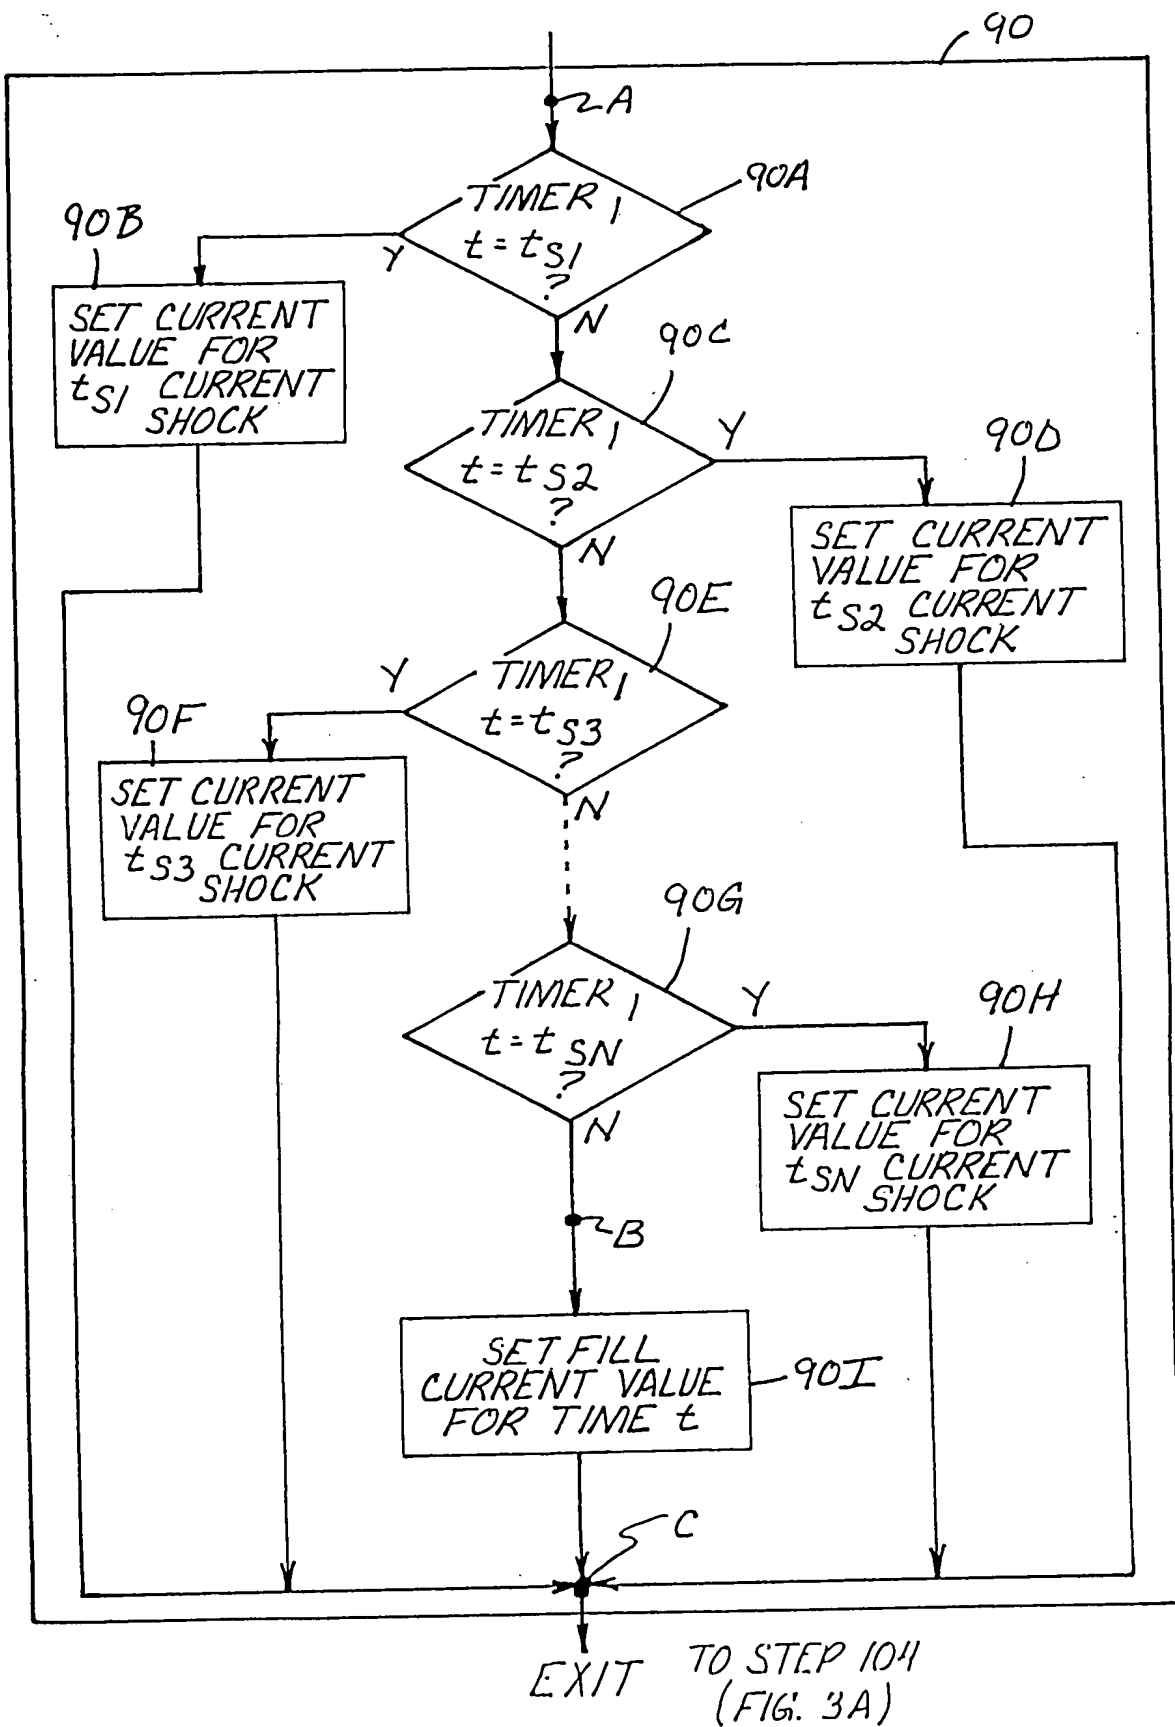 90
A
90A
TIMER 1
t = tS1
?
Y
N
90B
SET CURRENT
VALUE FOR
tS1 CURRENT
SHOCK
90C
TIMER 1
t = tS2
?
Y
N
90D
SET CURRENT
VALUE FOR
tS2 CURRENT
SHOCK
90E
TIMER 1
t = tS3
?
Y
N
90F
SET CURRENT
VALUE FOR
tS3 CURRENT
SHOCK
90G
TIMER 1
t = tSN
?
Y
N
90H
SET CURRENT
VALUE FOR
tSN CURRENT
SHOCK
B
SET FILL
CURRENT VALUE
FOR TIME t
90I
C
EXIT
TO STEP 104
(FIG. 3A)